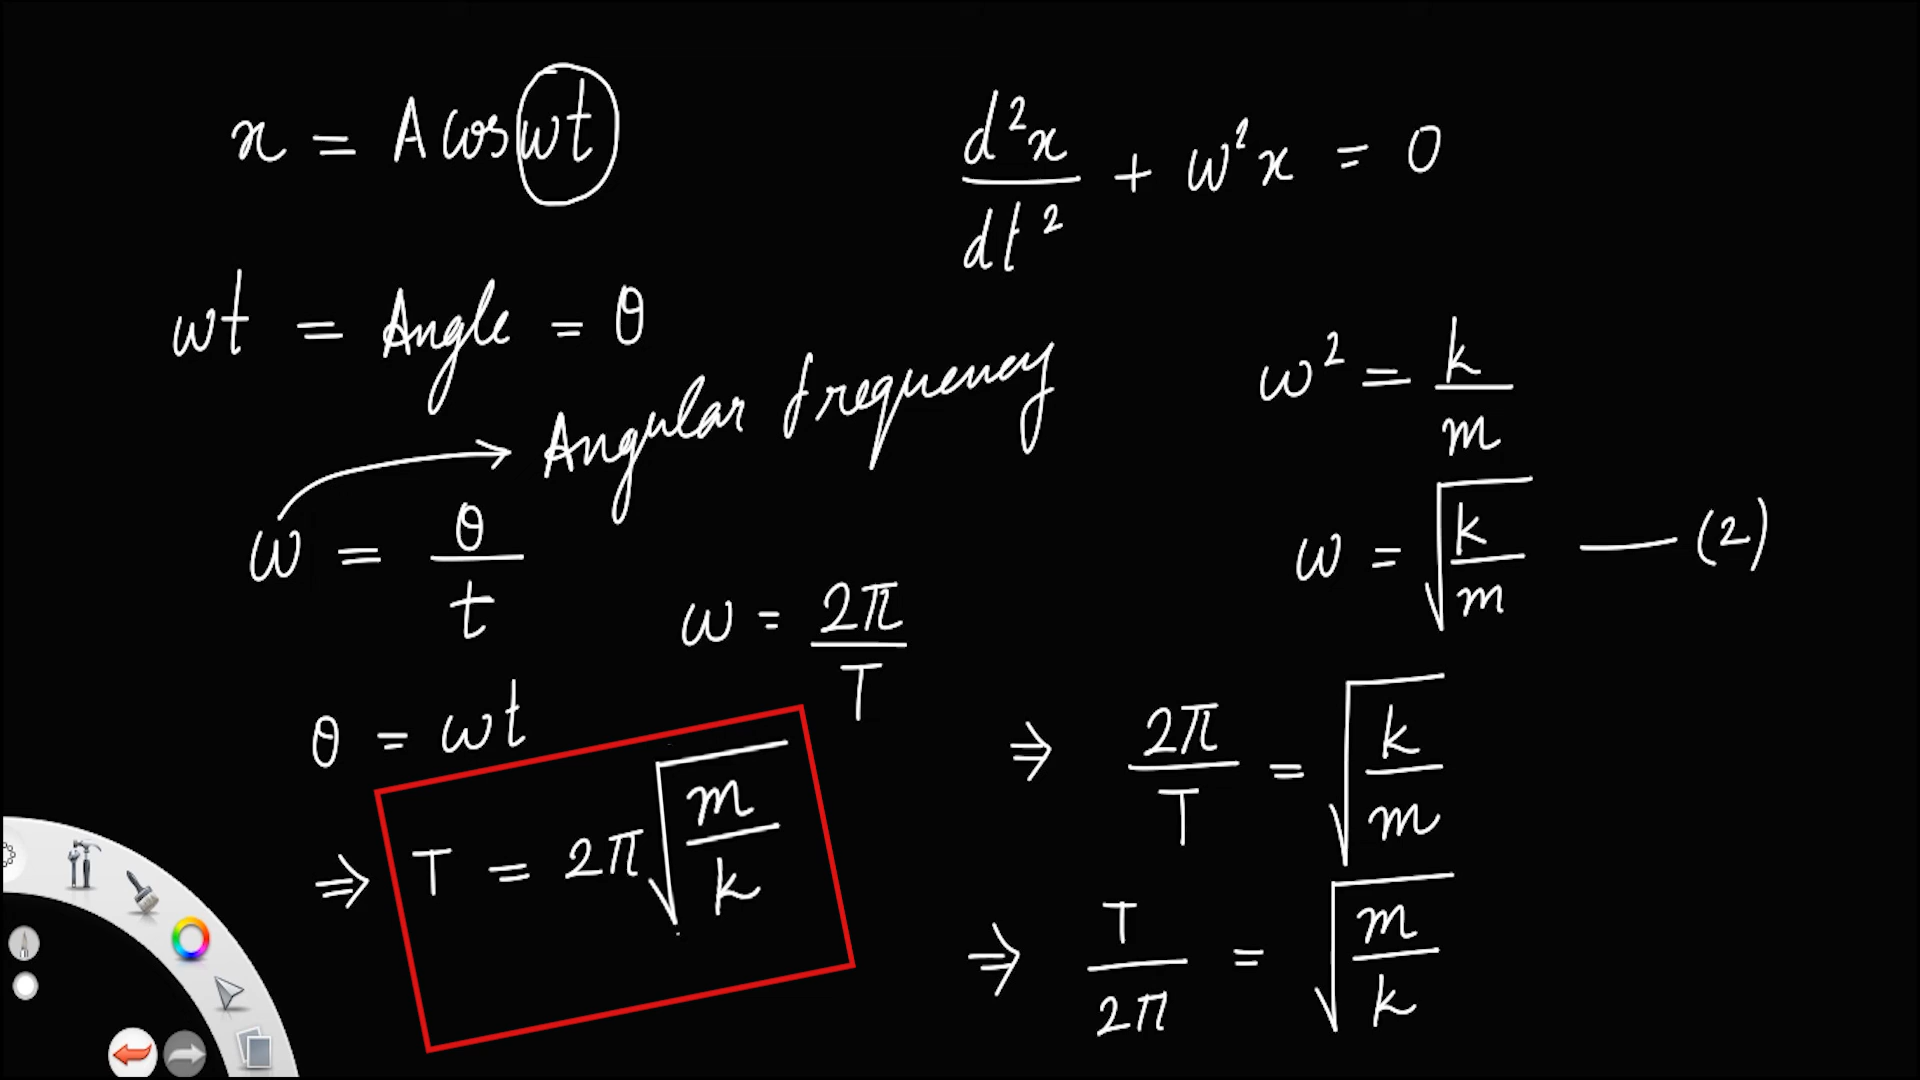 x = A cos ωt
ωt = Angle = θ
Angular frequency
ω = θ/t
ω = 2π/T
θ = ωt
⇒ T = 2π√(m/k)
d²x/dt² + ω²x = 0
ω² = k/m
ω = √(k/m) — (2)
⇒ 2π/T = √(k/m)
⇒ T/2π = √(m/k)